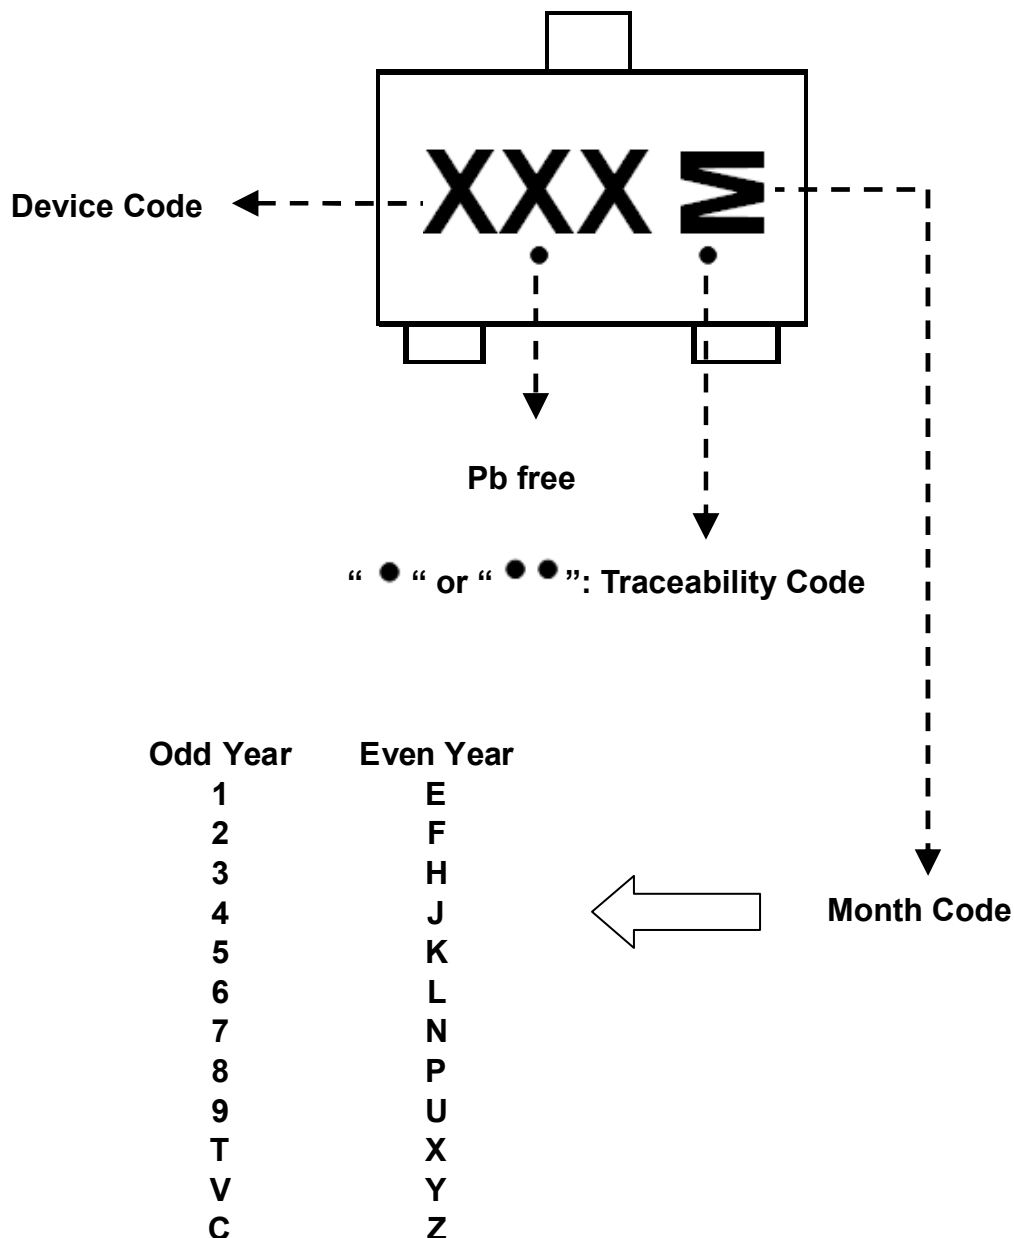 XXX M
Device Code
Pb free
“ • “ or “ • • ”: Traceability Code
Odd Year Even Year
1 E
2 F
3 H
4 J
Month Code
5 K
6 L
7 N
8 P
9 U
T X
V Y
C Z